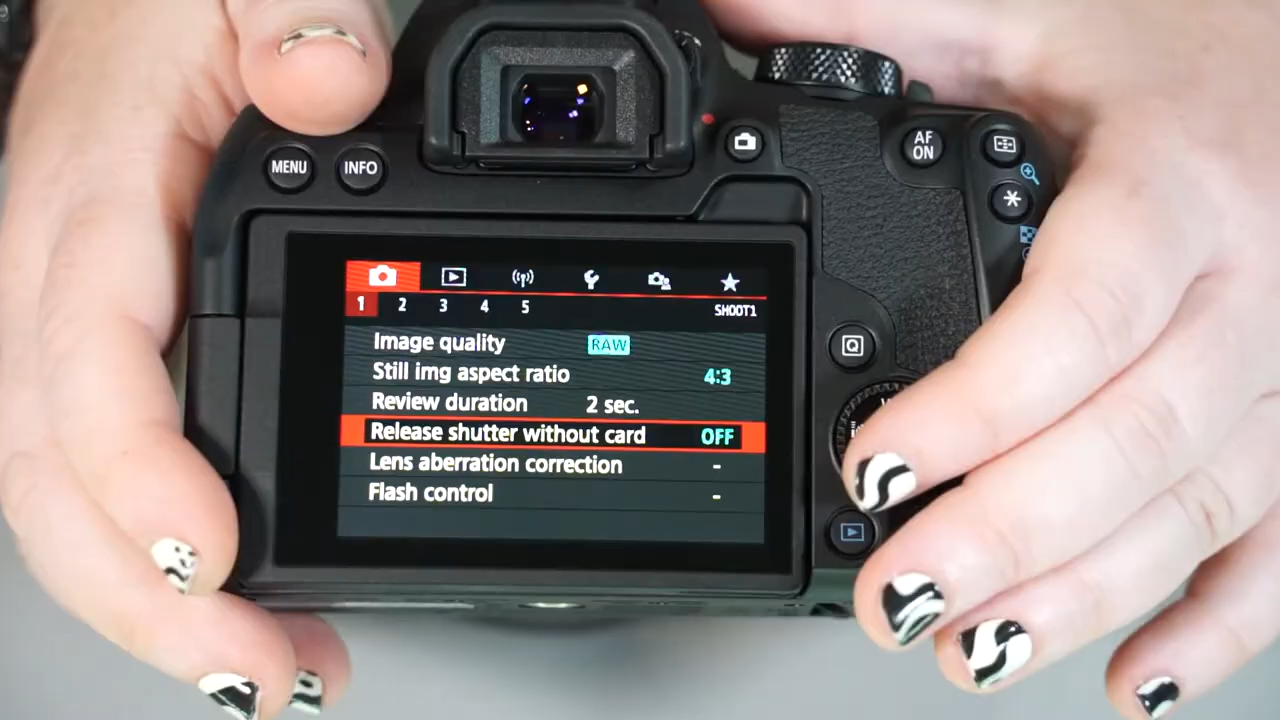 MENU INFO
AF
ON
1 2 3 4 5 SHOOT1
Image quality RAW
Still img aspect ratio 4:3
Review duration 2 sec.
Release shutter without card OFF
Lens aberration correction -
Flash control -
Q